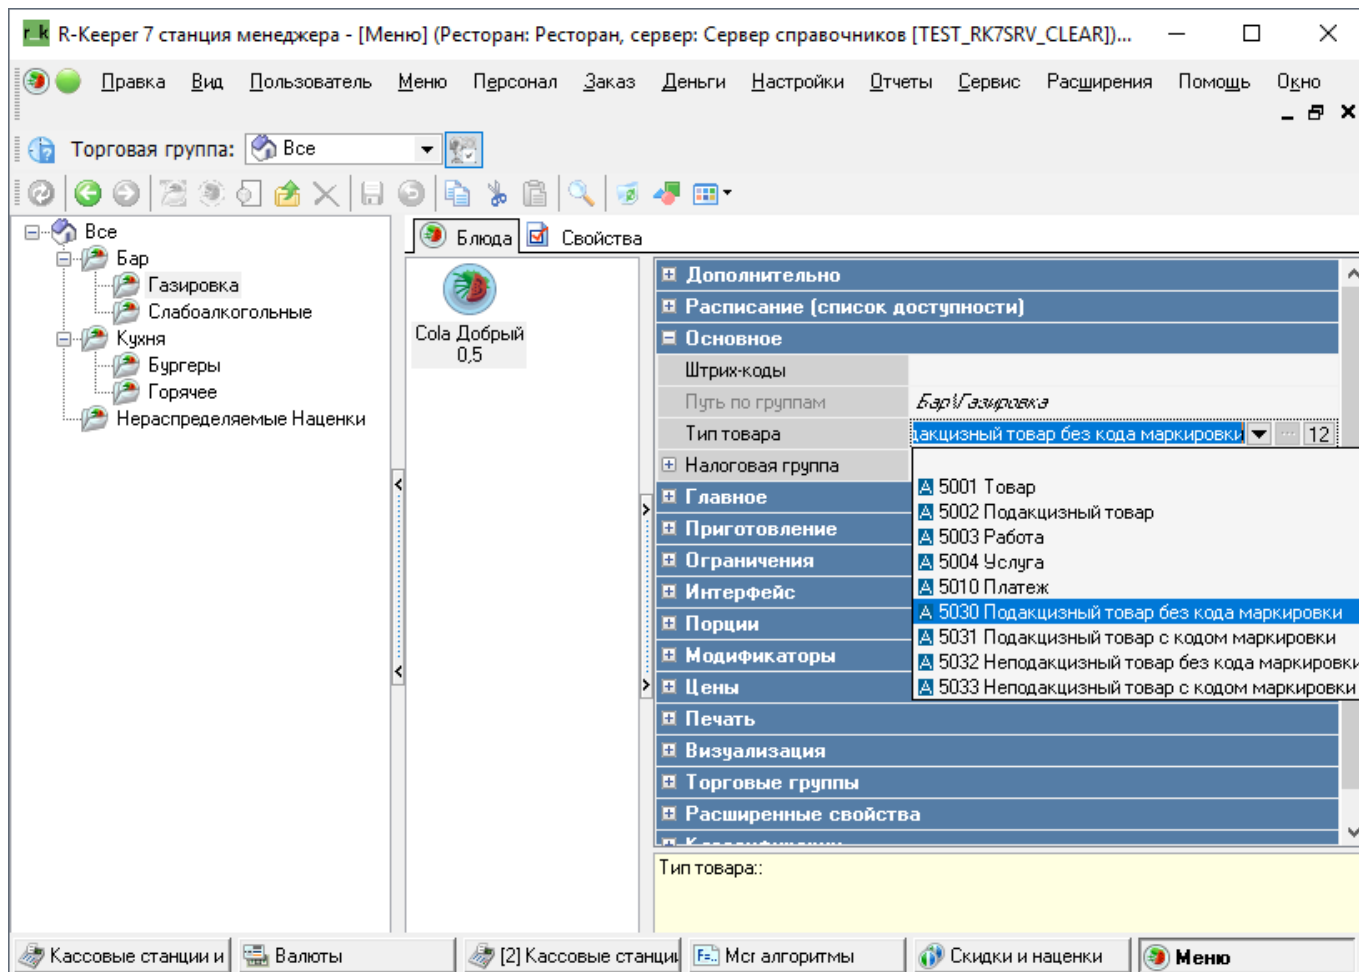 r_k R-Keeper 7 станция менеджера - [Меню] (Ресторан: Ресторан, сервер: Сервер справочников [TEST_RK7SRV_CLEAR])...
Правка Вид Пользователь Меню Персонал Заказ Деньги Настройки Отчеты Сервис Расширения Помощь Окно
Торговая группа: Все
Все
Бар
Газировка
Слабоалкогольные
Кухня
Бургеры
Горячее
Нераспределяемые Наценки
Блюда Свойства
Cola Добрый
0,5
Дополнительно
Расписание (список доступности)
Основное
Штрих-коды
Путь по группам Бар\Газировка
Тип товара дакцизный товар без кода маркировки 12
Налоговая группа
Главное
Приготовление
Ограничения
Интерфейс
Порции
Модификаторы
Цены
Печать
Визуализация
Торговые группы
Расширенные свойства
5001 Товар
5002 Подакцизный товар
5003 Работа
5004 Услуга
5010 Платеж
5030 Подакцизный товар без кода маркировки
5031 Подакцизный товар с кодом маркировки
5032 Неподакцизный товар без кода маркировки
5033 Неподакцизный товар с кодом маркировки
Тип товара::
Кассовые станции и Валюты [2] Кассовые станции Мcr алгоритмы Скидки и наценки Меню